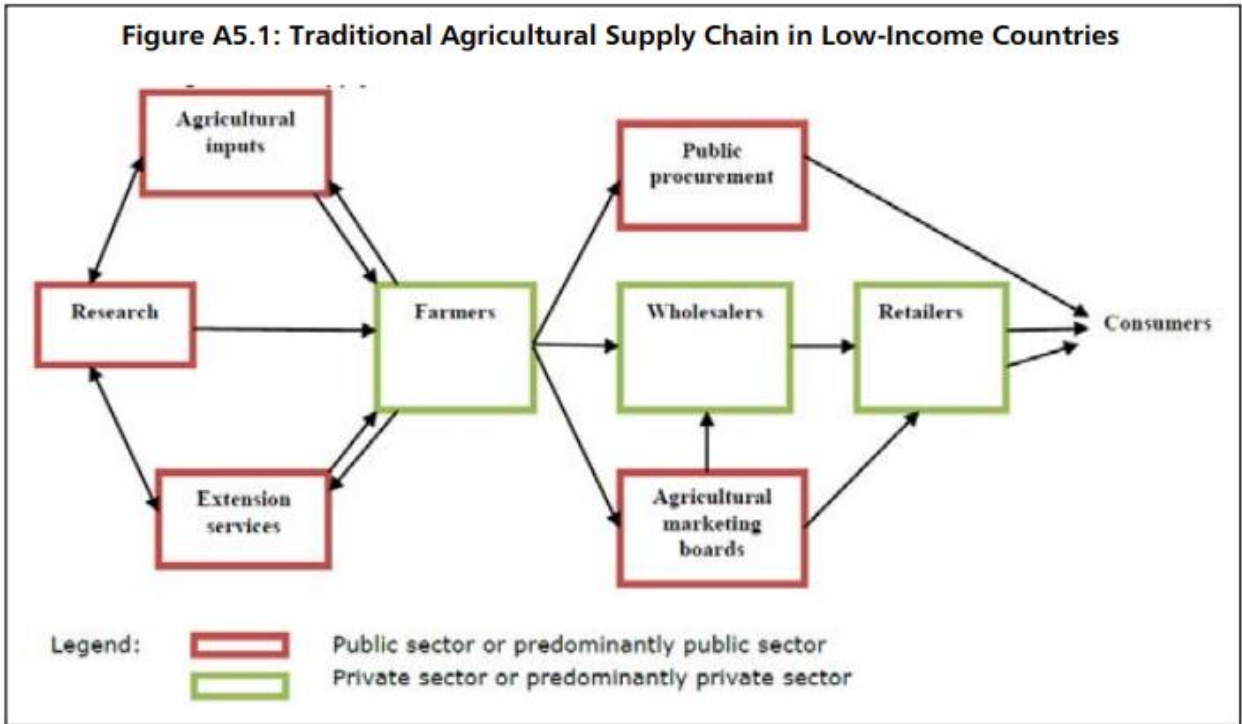 Figure A5.1: Traditional Agricultural Supply Chain in Low-Income Countries
Agricultural
inputs
Public
procurement
Research
Farmers
Wholesalers
Retailers
Consumers
Extension
services
Agricultural
marketing
boards
Legend:
Public sector or predominantly public sector
Private sector or predominantly private sector